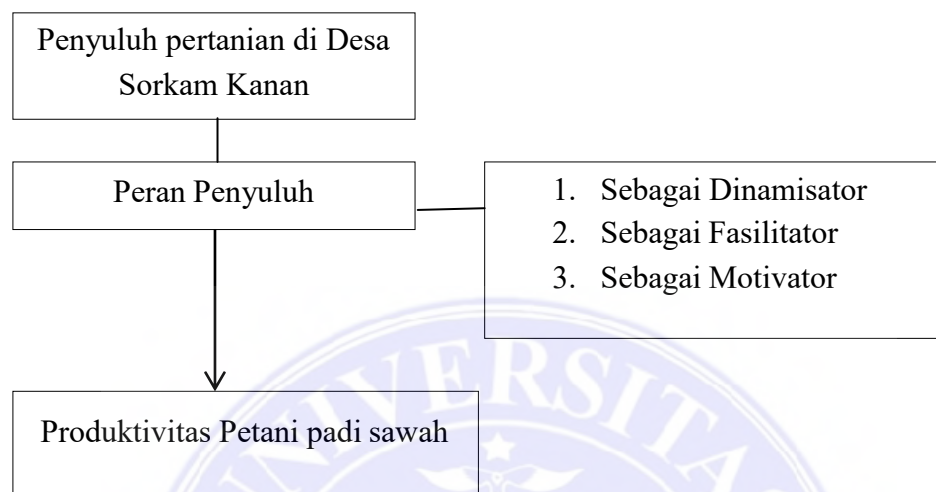 Penyuluh pertanian di Desa
Sorkam Kanan
Peran Penyuluh
1. Sebagai Dinamisator
2. Sebagai Fasilitator
3. Sebagai Motivator
Produktivitas Petani padi sawah
UNIVERSITA